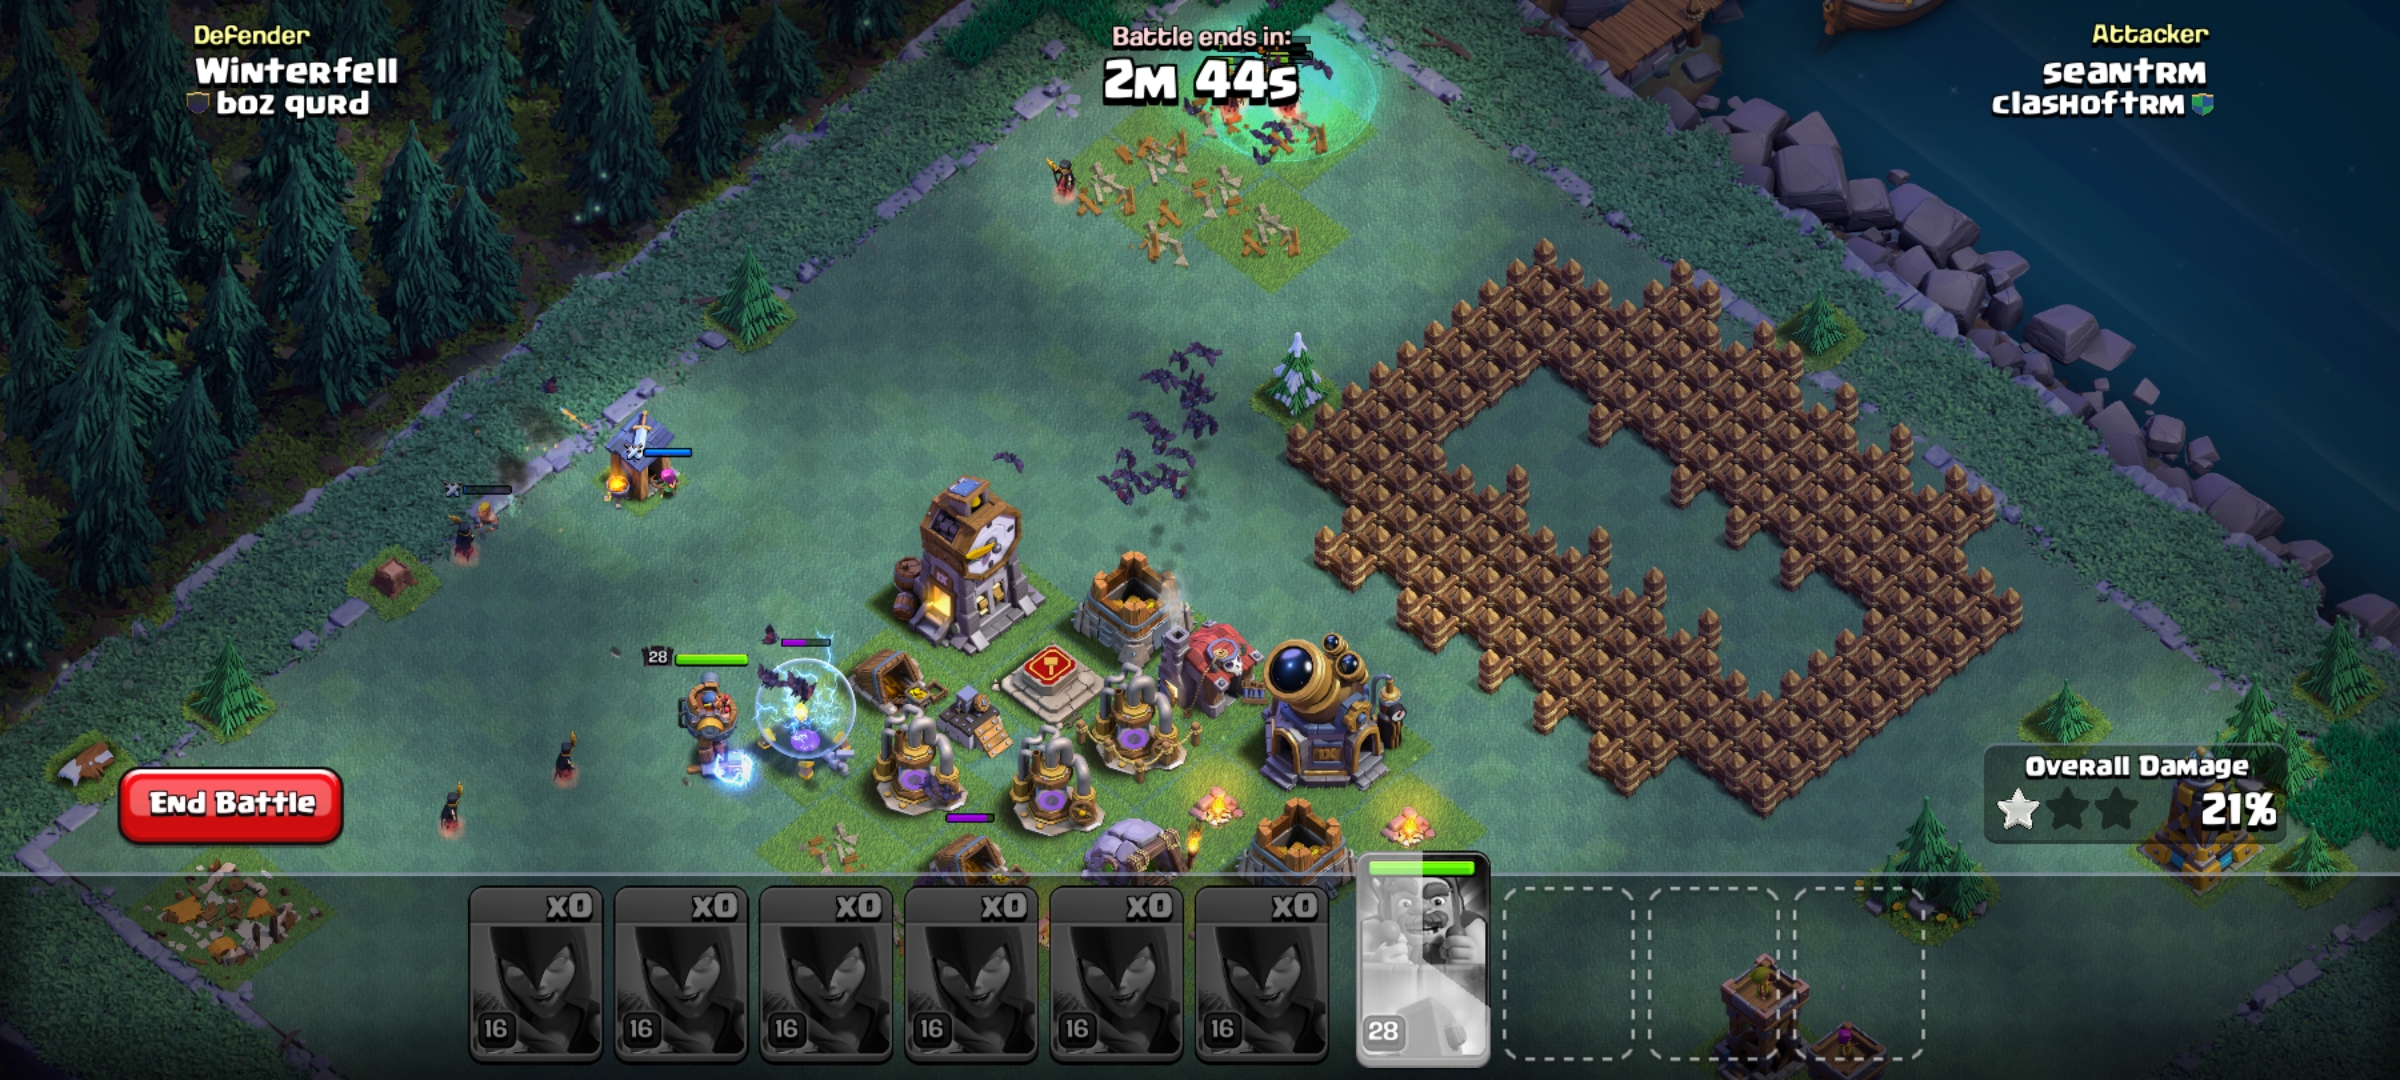 Defender
Winterfell
boz qurd
Battle ends in:
2m 44s
Attacker
seantrm
clashoftrm
28
End Battle
Overall Damage
21%
x0
x0
x0
x0
x0
x0
16
16
16
16
16
16
28